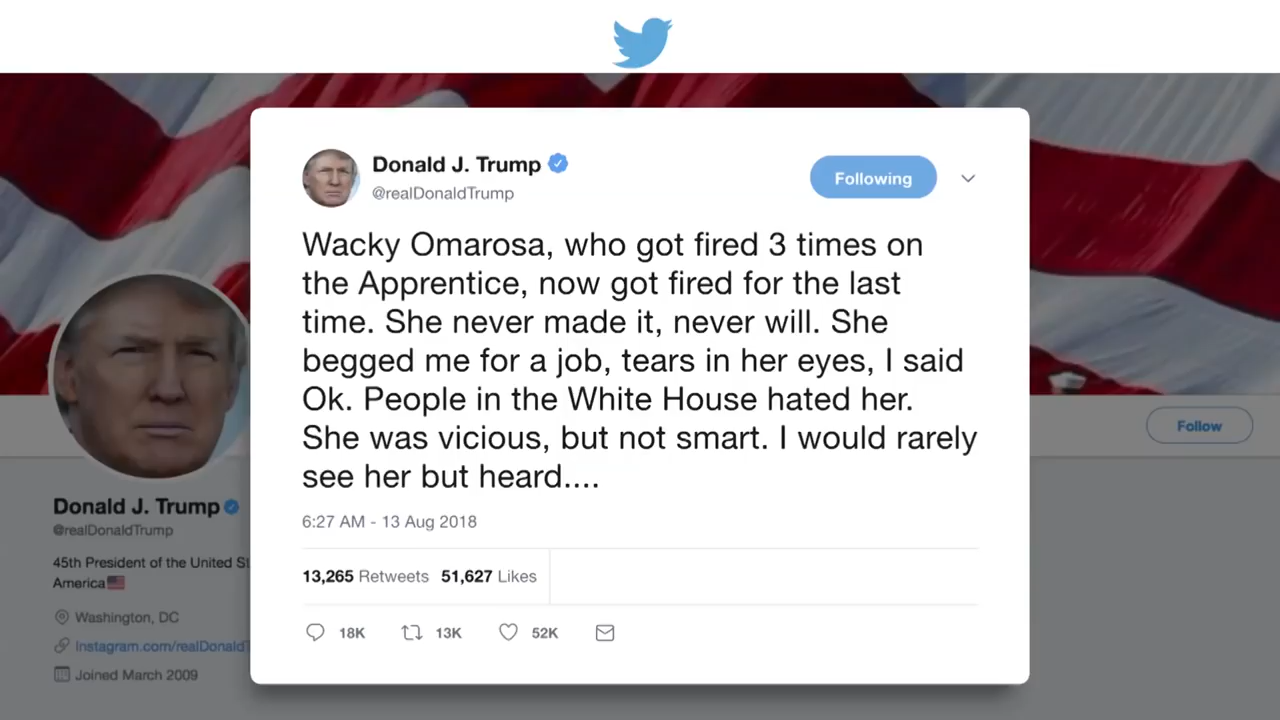 Donald J. Trump
@realDonaldTrump
Following
Wacky Omarosa, who got fired 3 times on
the Apprentice, now got fired for the last
time. She never made it, never will. She
begged me for a job, tears in her eyes, I said
Ok. People in the White House hated her.
She was vicious, but not smart. I would rarely
see her but heard....
6:27 AM - 13 Aug 2018
13,265 Retweets 51,627 Likes
18K 13K 52K
Follow
Donald J. Trump
@realDonaldTrump
45th President of the United St
America
Washington, DC
Instagram.com/realDonald
Joined March 2009